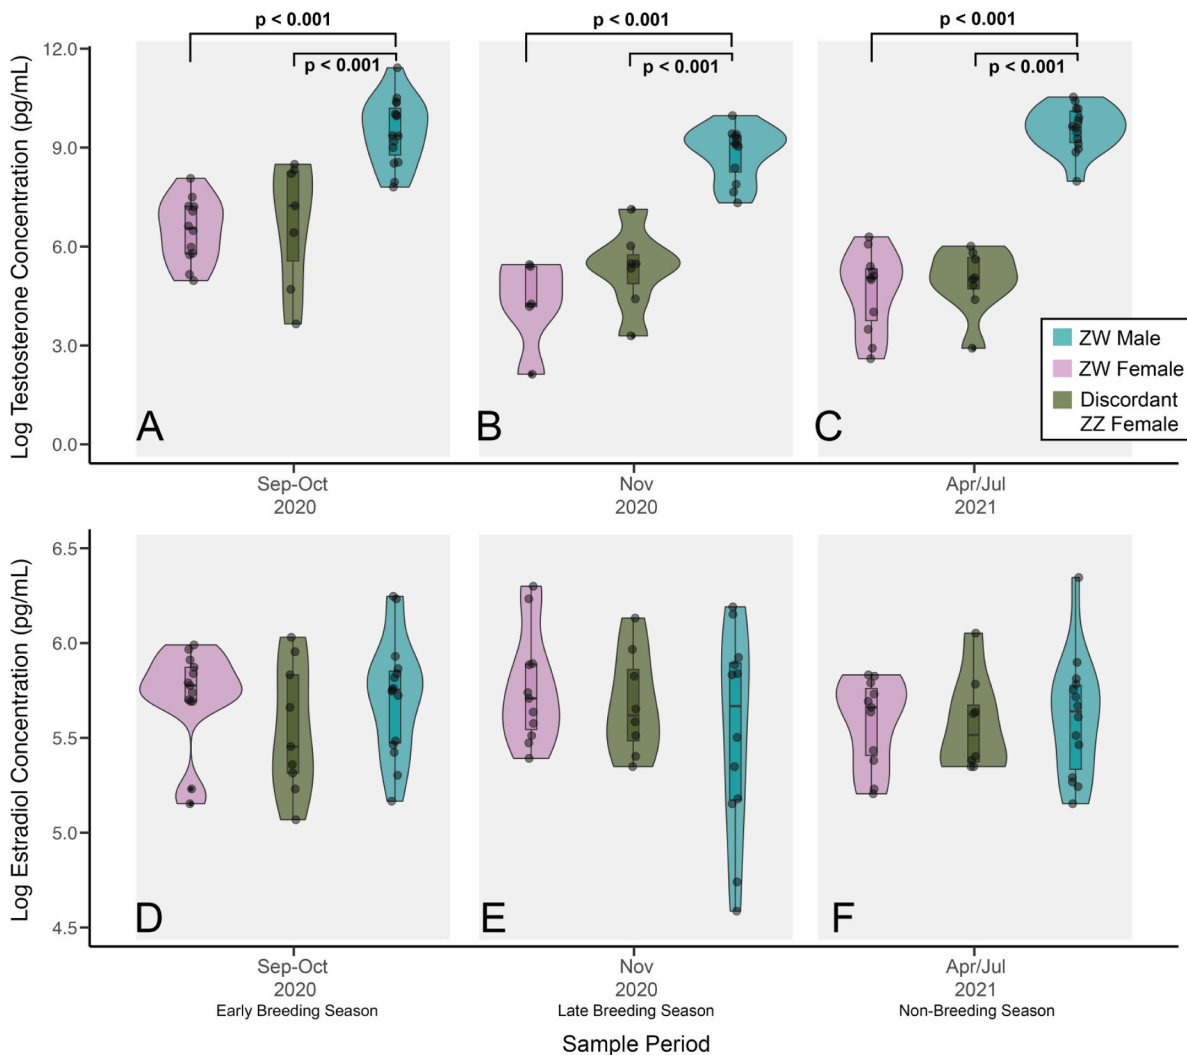 p < 0.001
p < 0.001
p < 0.001
p < 0.001
p < 0.001
p < 0.001
Log Testosterone Concentration (pg/mL)
12.0
9.0
6.0
3.0
0.0
A
B
C
ZW Male
ZW Female
Discordant
ZZ Female
Sep-Oct
2020
Nov
2020
Apr/Jul
2021
Log Estradiol Concentration (pg/mL)
6.5
6.0
5.5
5.0
4.5
D
E
F
Sep-Oct
2020
Early Breeding Season
Nov
2020
Late Breeding Season
Apr/Jul
2021
Non-Breeding Season
Sample Period